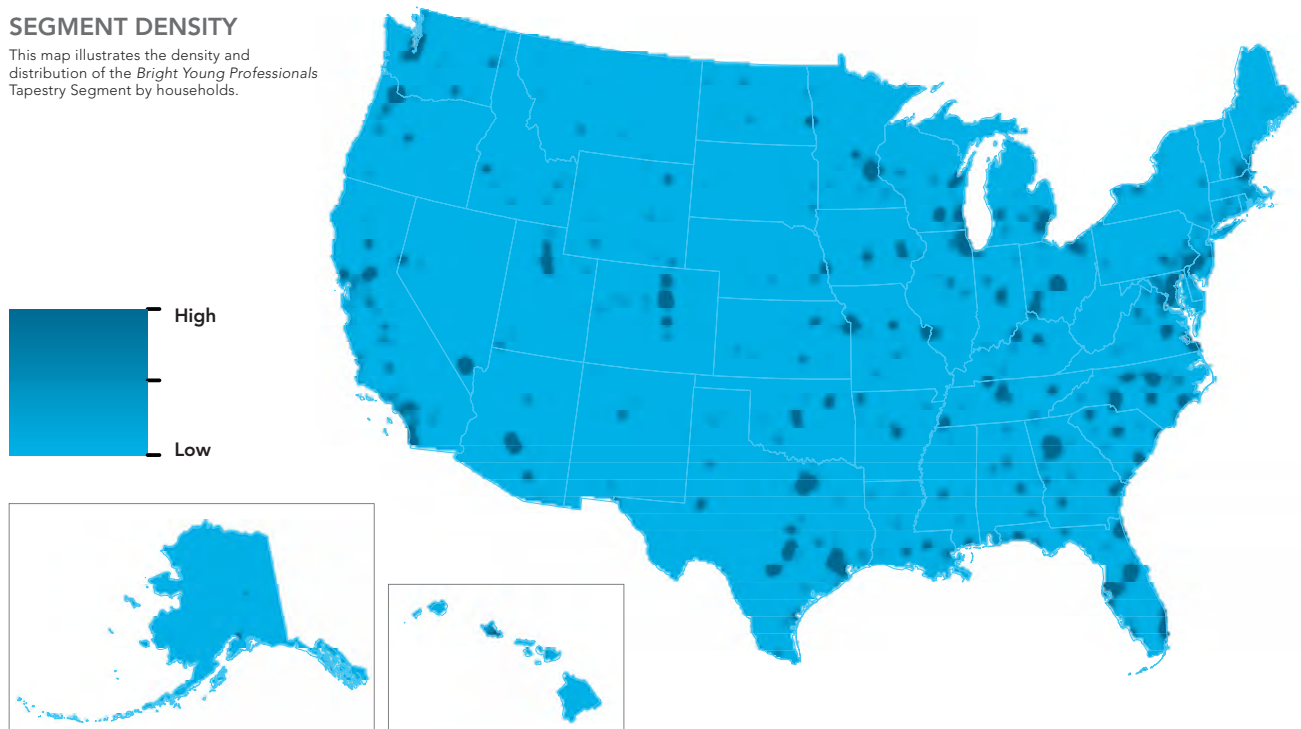 SEGMENT DENSITY
This map illustrates the density and
distribution of the Bright Young Professionals
Tapestry Segment by households.
High
Low